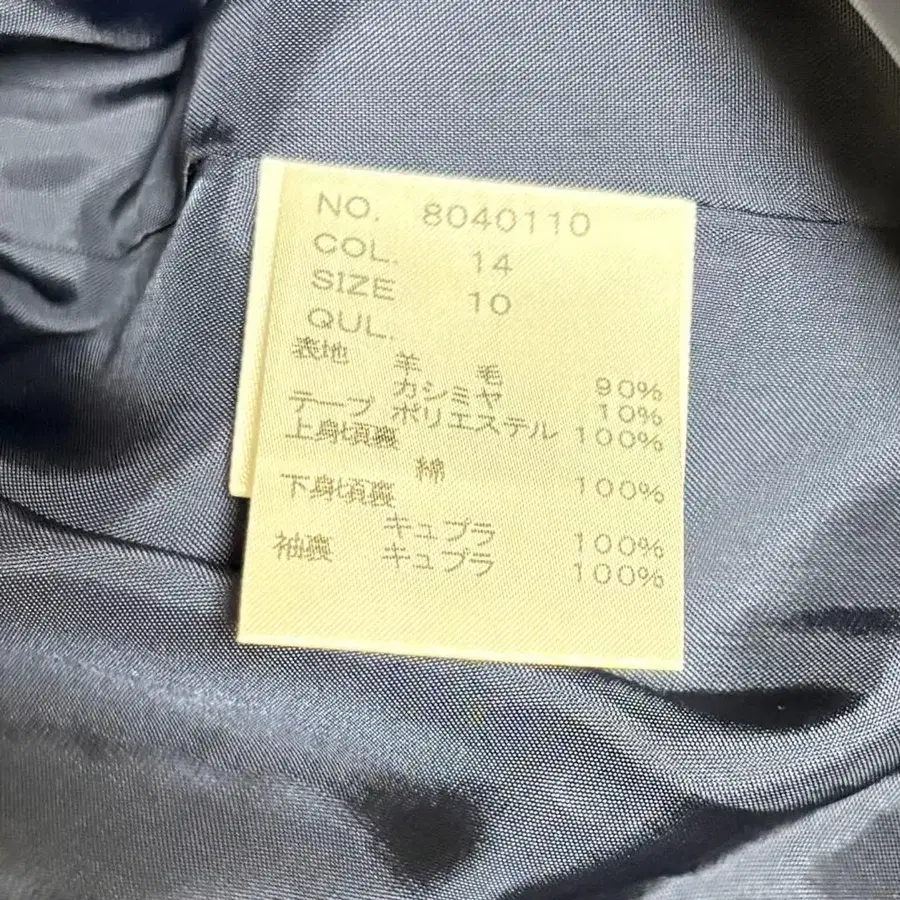 NO. 8040110
COL. 14
SIZE 10
QUL.
表地 羊 毛 90%
カシミヤ 10%
テープ ポリエステル 100%
上身頃裏
綿 100%
下身頃裏
キュプラ 100%
袖裏 キュプラ 100%